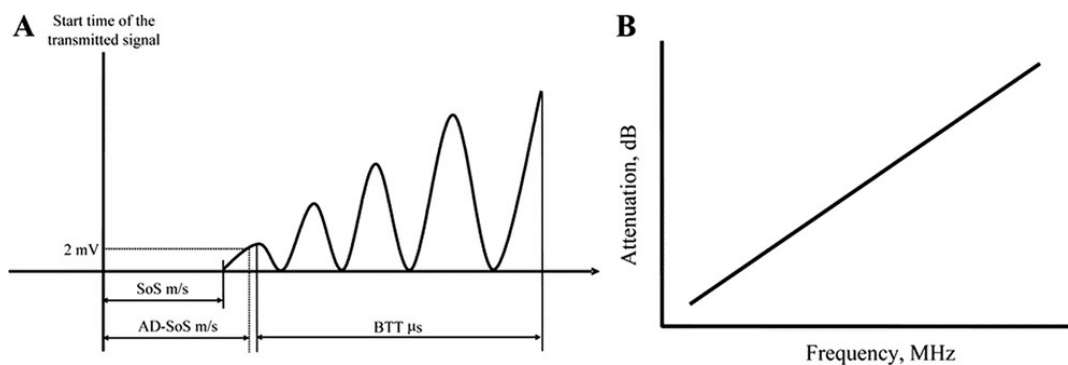 A
Start time of the
transmitted signal
2 mV
SoS m/s
AD-SoS m/s
BTT μs
B
Attenuation, dB
Frequency, MHz